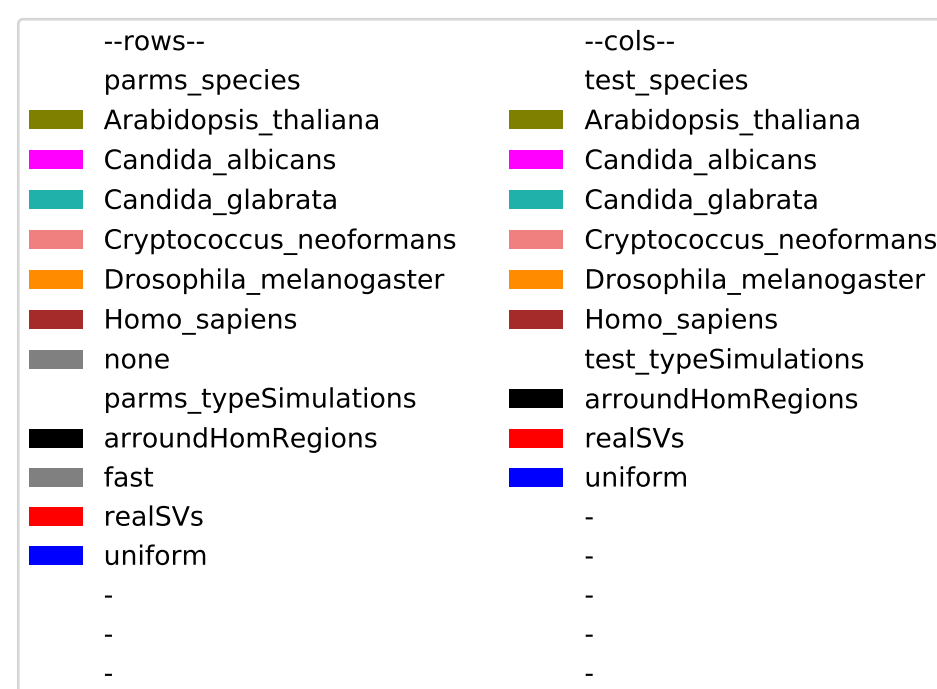 --rows--
parms_species
Arabidopsis_thaliana
Candida_albicans
Candida_glabrata
Cryptococcus_neoformans
Drosophila_melanogaster
Homo_sapiens
none
parms_typeSimulations
arroundHomRegions
fast
realSVs
uniform
-
-
-
--cols--
test_species
Arabidopsis_thaliana
Candida_albicans
Candida_glabrata
Cryptococcus_neoformans
Drosophila_melanogaster
Homo_sapiens
test_typeSimulations
arroundHomRegions
realSVs
uniform
-
-
-
-
-